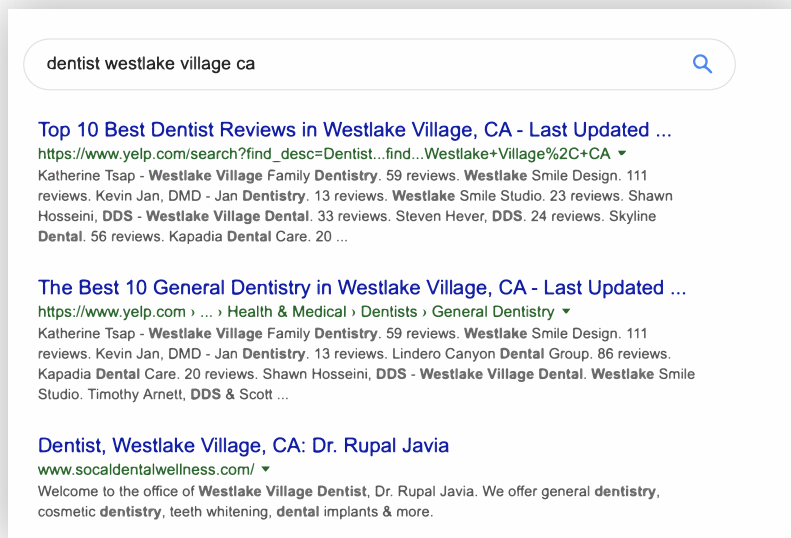 dentist westlake village ca
Top 10 Best Dentist Reviews in Westlake Village, CA - Last Updated ...
https://www.yelp.com/search?find_desc=Dentist...find...Westlake+Village%2C+CA
Katherine Tsap - Westlake Village Family Dentistry. 59 reviews. Westlake Smile Design. 111
reviews. Kevin Jan, DMD - Jan Dentistry. 13 reviews. Westlake Smile Studio. 23 reviews. Shawn
Hosseini, DDS - Westlake Village Dental. 33 reviews. Steven Hever, DDS. 24 reviews. Skyline
Dental. 56 reviews. Kapadia Dental Care. 20 ...
The Best 10 General Dentistry in Westlake Village, CA - Last Updated ...
https://www.yelp.com › ... › Health & Medical › Dentists › General Dentistry
Katherine Tsap - Westlake Village Family Dentistry. 59 reviews. Westlake Smile Design. 111
reviews. Kevin Jan, DMD - Jan Dentistry. 13 reviews. Lindero Canyon Dental Group. 86 reviews.
Kapadia Dental Care. 20 reviews. Shawn Hosseini, DDS - Westlake Village Dental. Westlake Smile
Studio. Timothy Arnett, DDS & Scott ...
Dentist, Westlake Village, CA: Dr. Rupal Javia
www.socaldentalwellness.com/
Welcome to the office of Westlake Village Dentist, Dr. Rupal Javia. We offer general dentistry,
cosmetic dentistry, teeth whitening, dental implants & more.